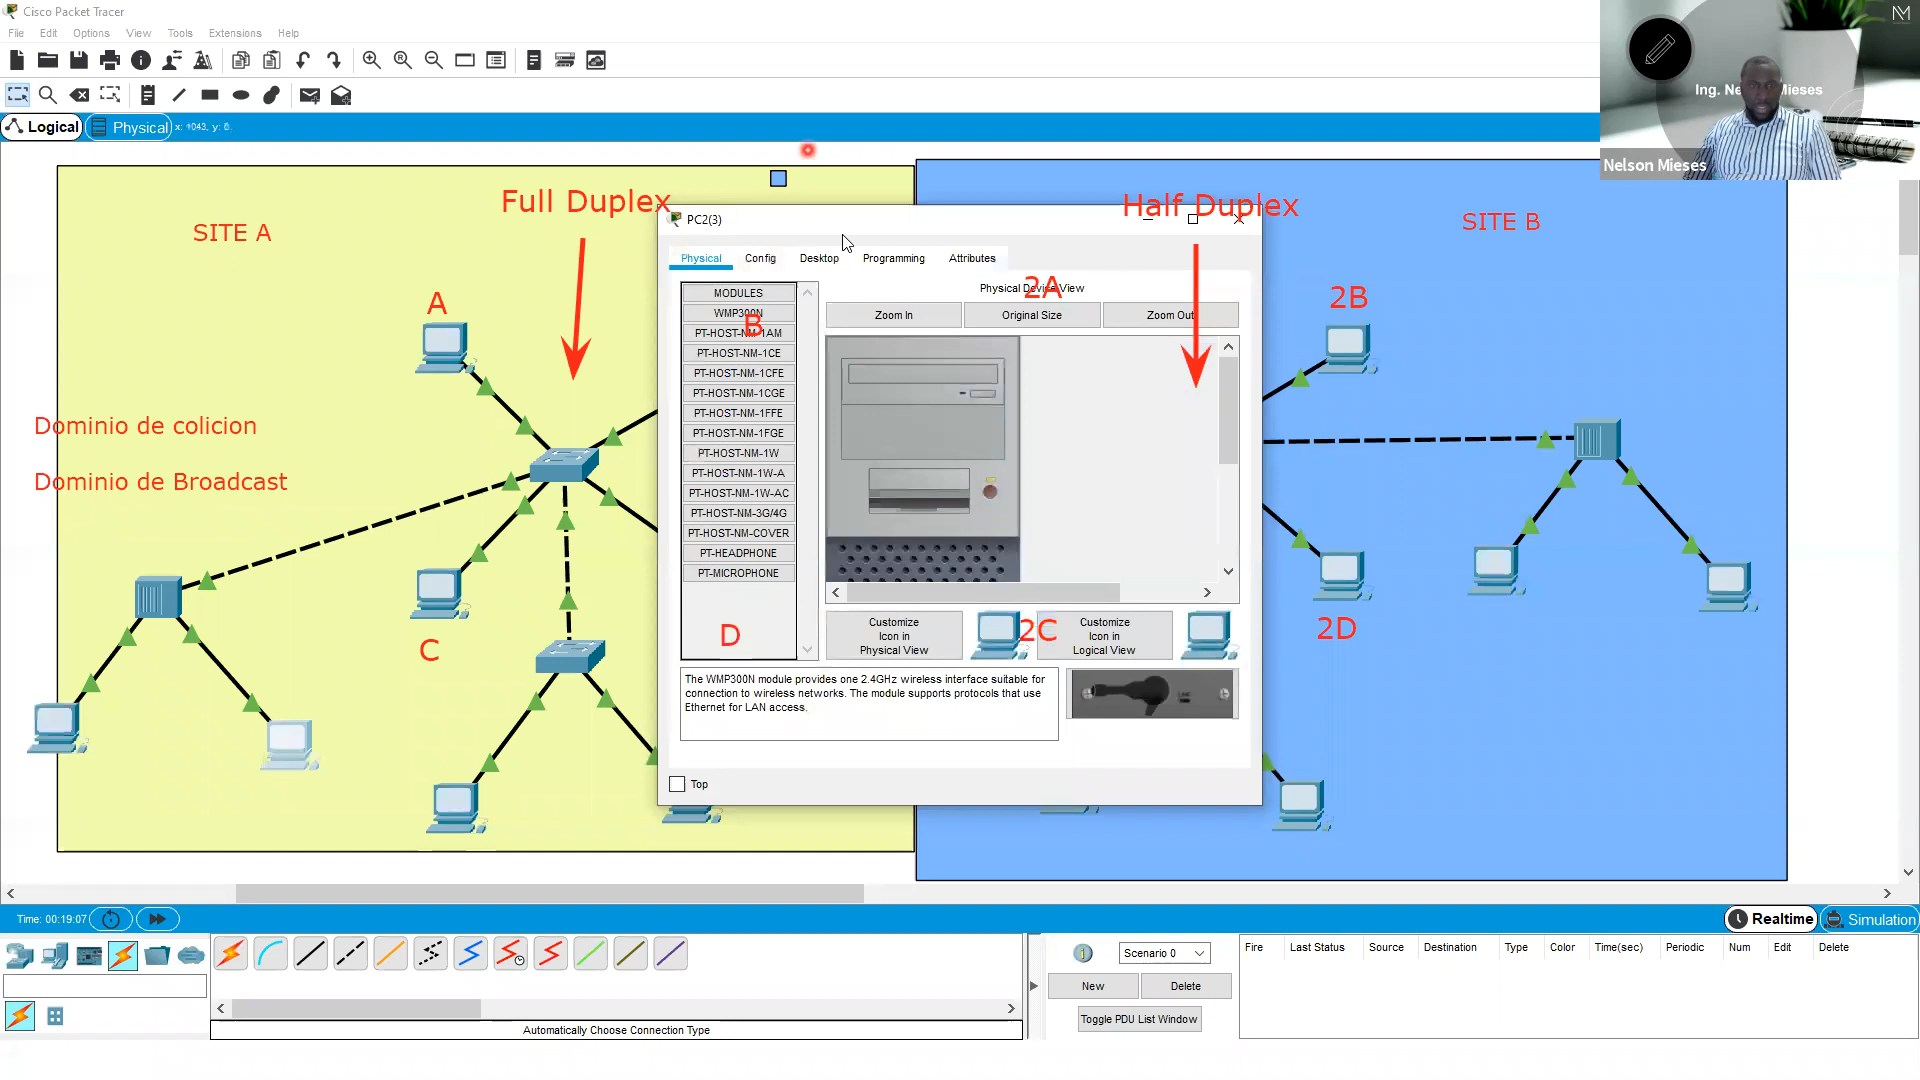 Cisco Packet Tracer
File Edit Options View Tools Extensions Help
Logical Physical x: 1043, y: 8
Ing. Ne Mieses
Nelson Mieses
SITE A
Full Duplex
Half Duplex
SITE B
PC2(3)
Physical Config Desktop Programming Attributes
MODULES
WMP300N
PT-HOST-NM-1AM
PT-HOST-NM-1CE
PT-HOST-NM-1CFE
PT-HOST-NM-1CGE
PT-HOST-NM-1FFE
PT-HOST-NM-1FGE
PT-HOST-NM-1W
PT-HOST-NM-1W-A
PT-HOST-NM-1W-AC
PT-HOST-NM-3G/4G
PT-HOST-NM-COVER
PT-HEADPHONE
PT-MICROPHONE
Physical Device View
Zoom In Original Size Zoom Out
A
B
2A
2B
Dominio de colicion
Dominio de Broadcast
C
D
2C
2D
Customize
Icon in
Physical View
Customize
Icon in
Logical View
The WMP300N module provides one 2.4GHz wireless interface suitable for
connection to wireless networks. The module supports protocols that use
Ethernet for LAN access.
Top
Time: 00:19:07
Realtime Simulation
Scenario 0
New Delete
Toggle PDU List Window
Fire Last Status Source Destination Type Color Time(sec) Periodic Num Edit Delete
Automatically Choose Connection Type